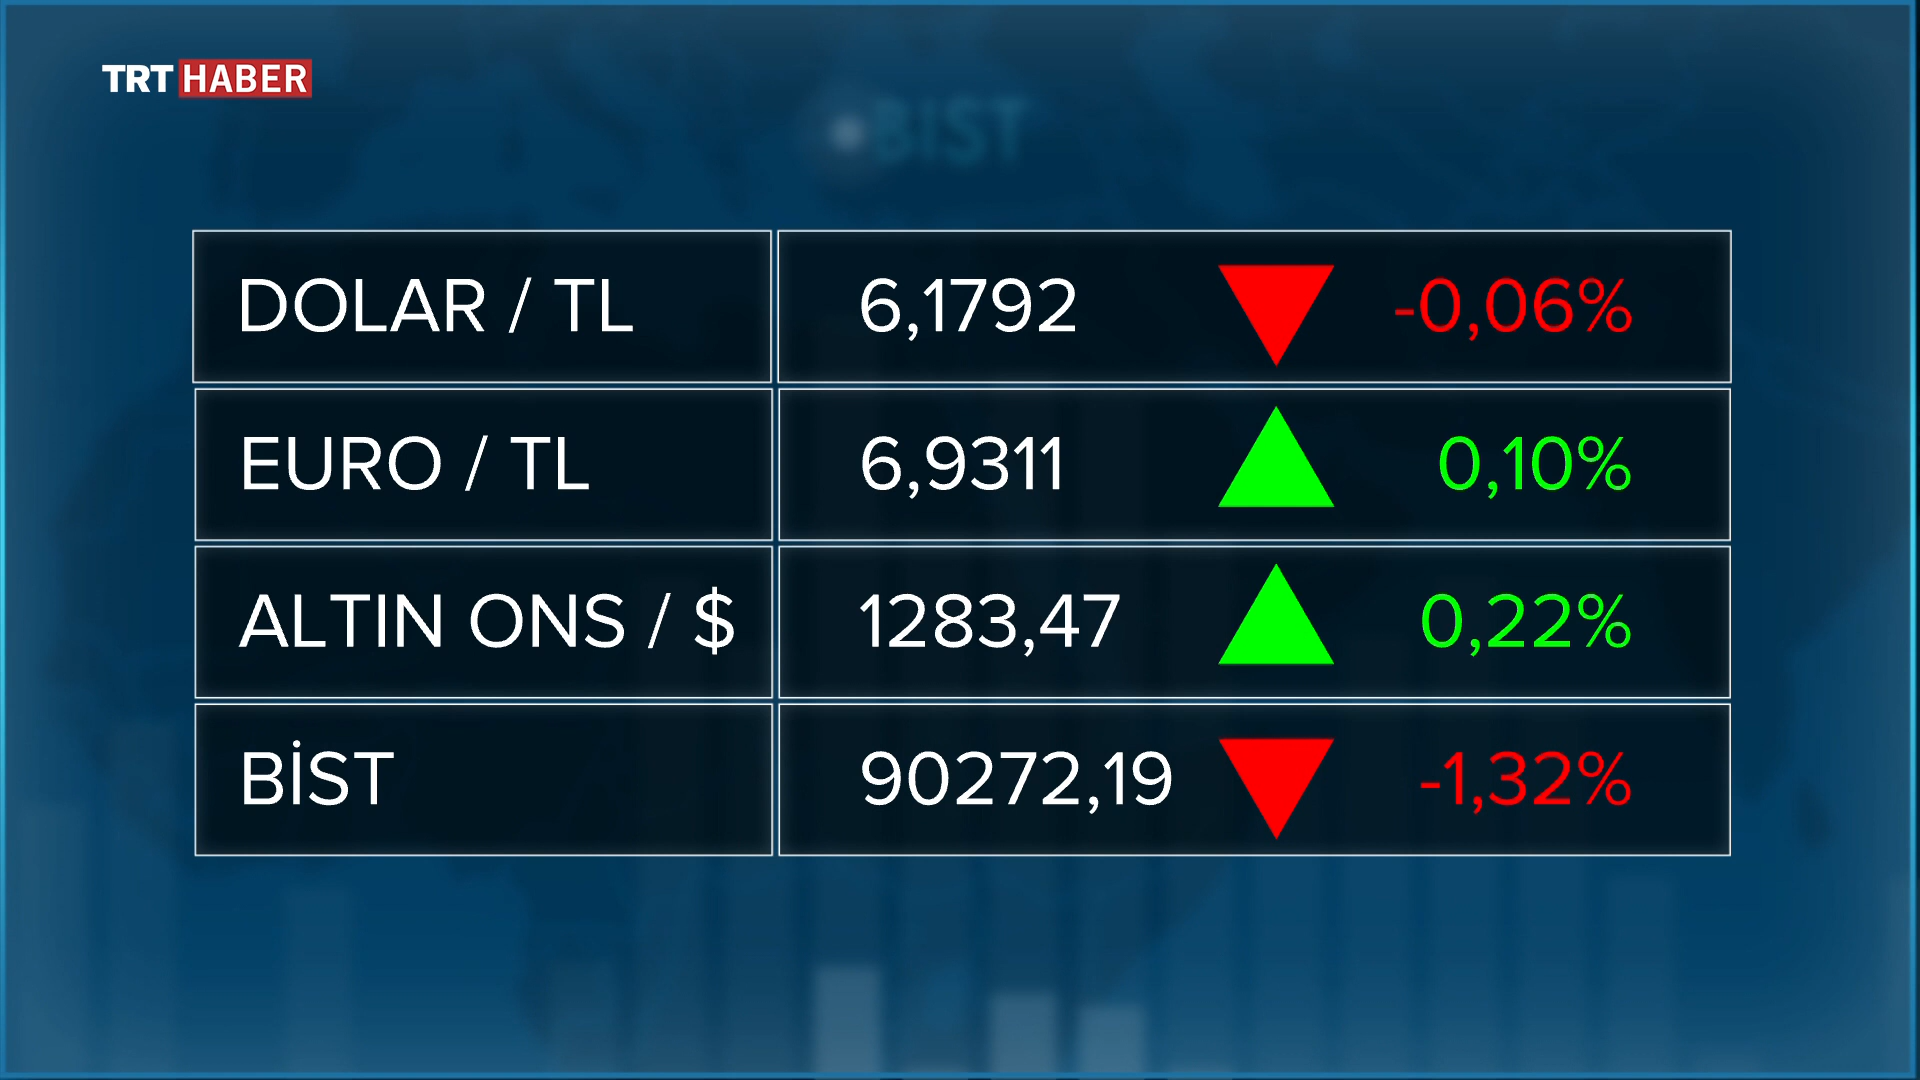 TRT HABER
BIST
DOLAR / TL 6,1792 -0,06%
EURO / TL 6,9311 0,10%
ALTIN ONS / $ 1283,47 0,22%
BİST 90272,19 -1,32%